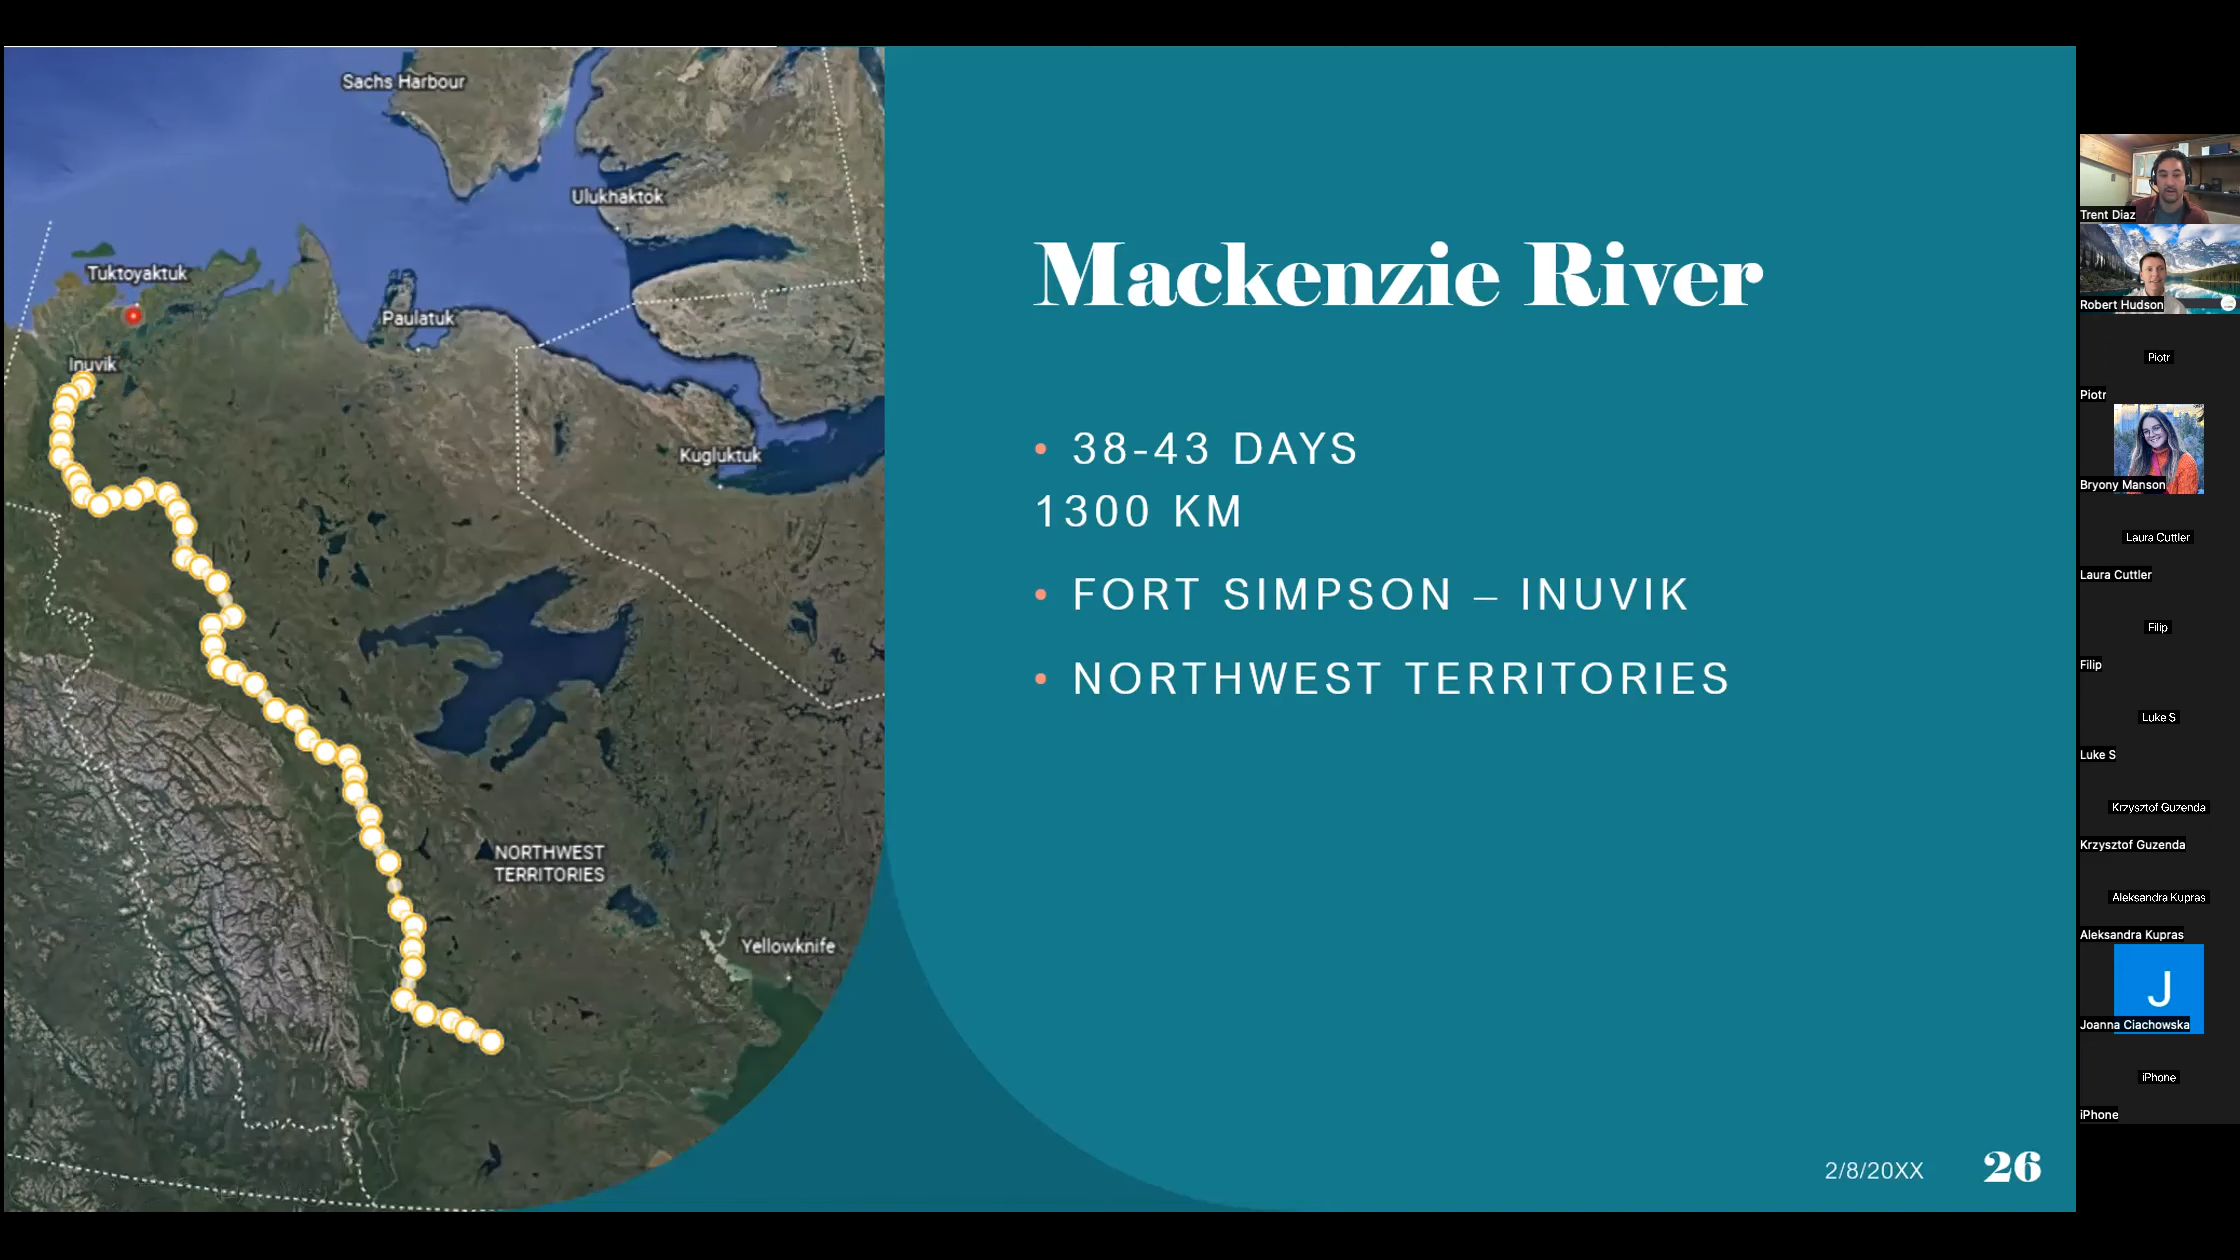 Sachs Harbour
Ulukhaktok
Tuktoyaktuk
Paulatuk
Inuvik
Kugluktuk
NORTHWEST
TERRITORIES
Yellowknife
Mackenzie River
• 38-43 DAYS
1300 KM
• FORT SIMPSON – INUVIK
• NORTHWEST TERRITORIES
2/8/20XX
26
Trent Diaz
Robert Hudson
Piotr
Piotr
Bryony Manson
Laura Cuttler
Laura Cuttler
Filip
Filip
Luke S
Luke S
Krzysztof Guzenda
Krzysztof Guzenda
Aleksandra Kupras
Aleksandra Kupras
J
Joanna Ciachowska
iPhone
iPhone